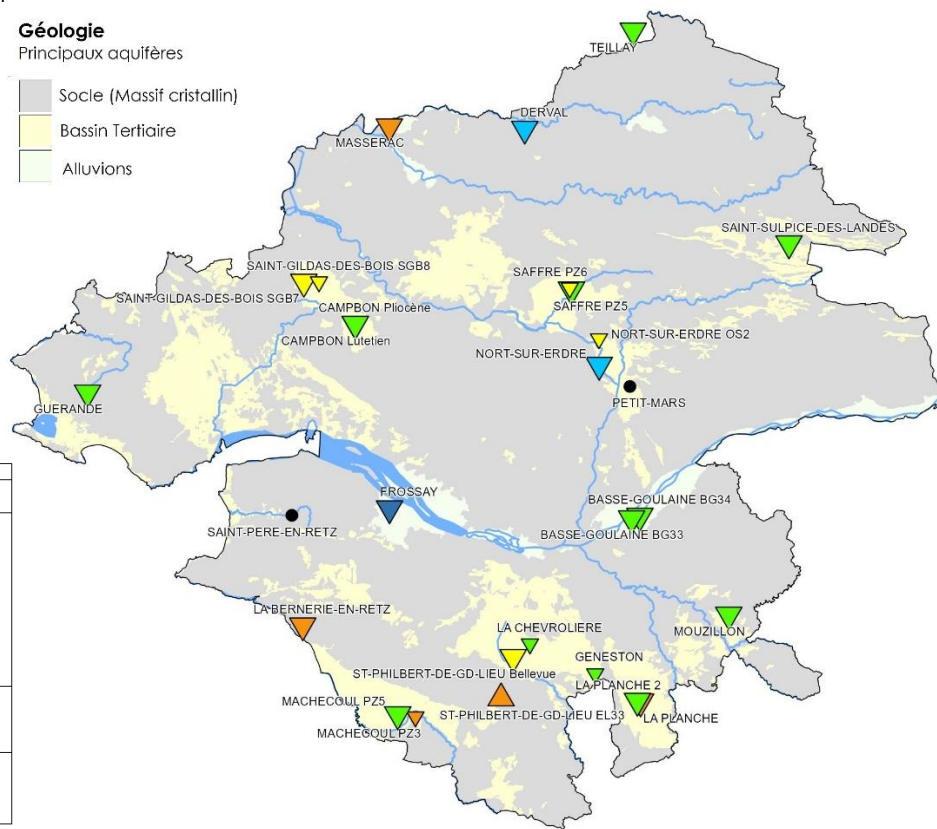 Géologie
Principaux aquifères
Socle (Massif cristallin)
Bassin Tertiaire
Alluvions
TEILLAY
DERVAL
MASSERAC
SAINT-SULPICE-DES-LANDES
SAINT-GILDAS-DES-BOIS SGB8
SAFFRE PZ6
SAINT-GILDAS-DES-BOIS SGB7
CAMPBON Pliocène
SAFFRE PZ5
CAMPBON Lutetien
NORT-SUR-ERDRE OS2
NORT-SUR-ERDRE
PETIT-MARS
GUERANDE
FROSSAY
BASSE-GOULAINE BG34
SAINT-PERE-EN-RETZ
BASSE-GOULAINE BG33
LA BERNERIE-EN-RETZ
LA CHEVROLIERE
MOUZILLON
GENESTON
ST-PHILBERT-DE-GD-LIEU Bellevue
LA PLANCHE 2
MACHECOUL PZ5
ST-PHILBERT-DE-GD-LIEU EL33
LA PLANCHE
MACHECOUL PZ3